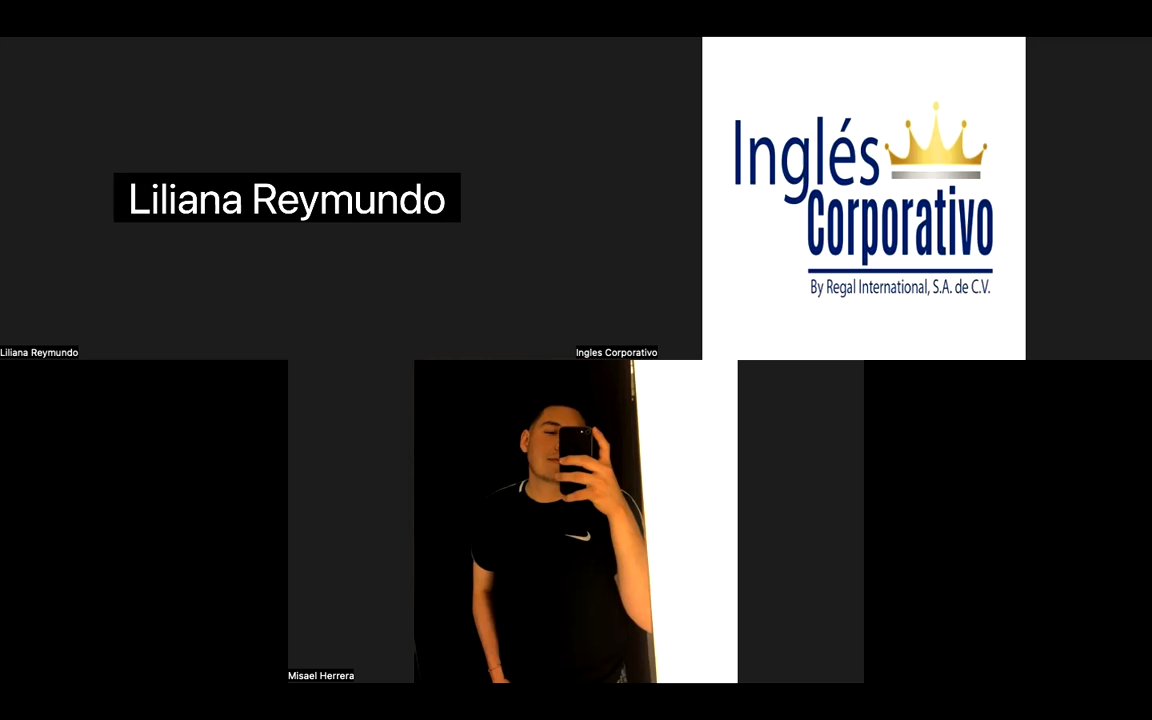 Liliana Reymundo
Inglés
Corporativo
By Regal International, S.A. de C.V.
Liliana Reymundo
Ingles Corporativo
Misael Herrera